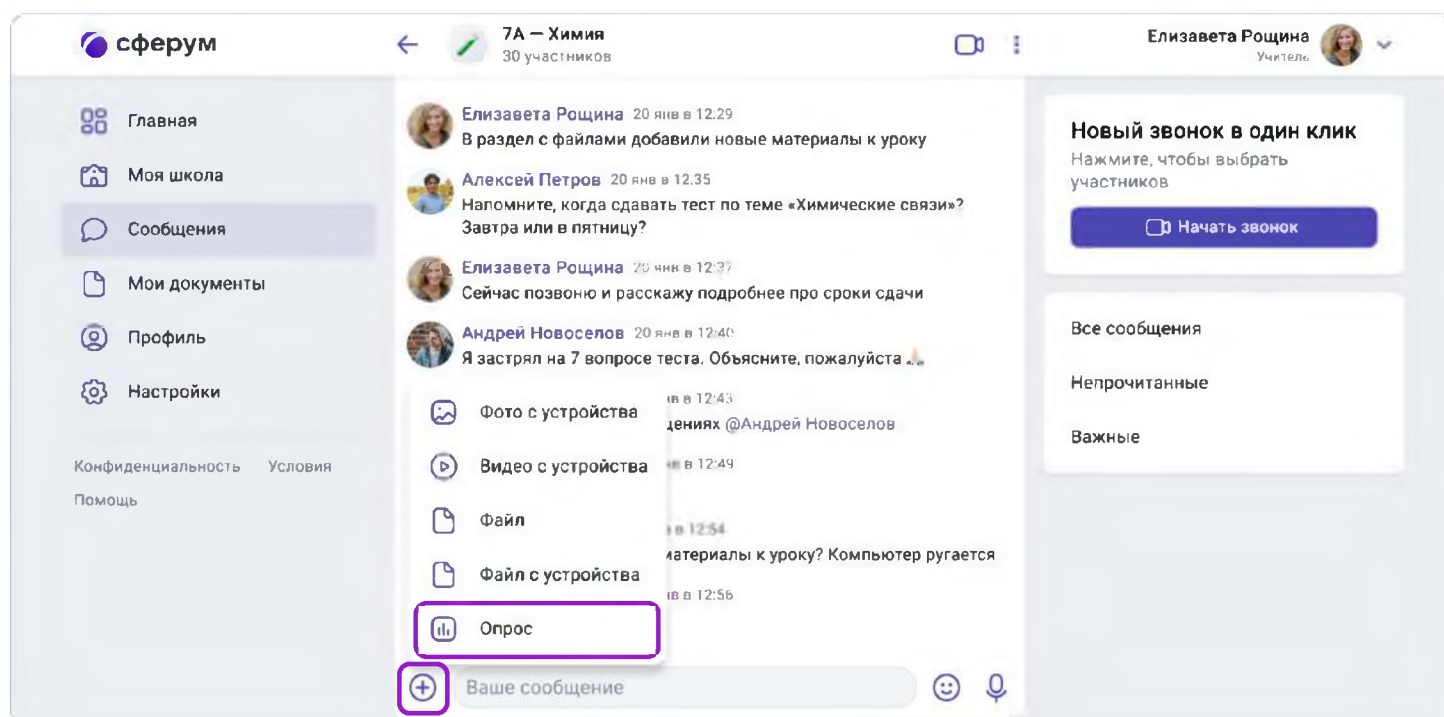 сферум
7А — Химия
30 участников
Елизавета Рощина
Учитель
Главная
Моя школа
Сообщения
Мои документы
Профиль
Настройки
Конфиденциальность Условия
Помощь
Елизавета Рощина 20 янв в 12:29
В раздел с файлами добавили новые материалы к уроку
Алексей Петров 20 янв в 12.35
Напомните, когда сдавать тест по теме «Химические связи»?
Завтра или в пятницу?
Елизавета Рощина 20 янв в 12:37
Сейчас позвоню и расскажу подробнее про сроки сдачи
Андрей Новоселов 20 янв в 12:40
Я застрял на 7 вопросе теста. Объясните, пожалуйста
в 12:43
@Андрей Новоселов
в 12:49
в 12:54
материалы к уроку? Компьютер ругается
в 12:56
Фото с устройства
Видео с устройства
Файл
Файл с устройства
Опрос
Ваше сообщение
Новый звонок в один клик
Нажмите, чтобы выбрать
участников
Начать звонок
Все сообщения
Непрочитанные
Важные